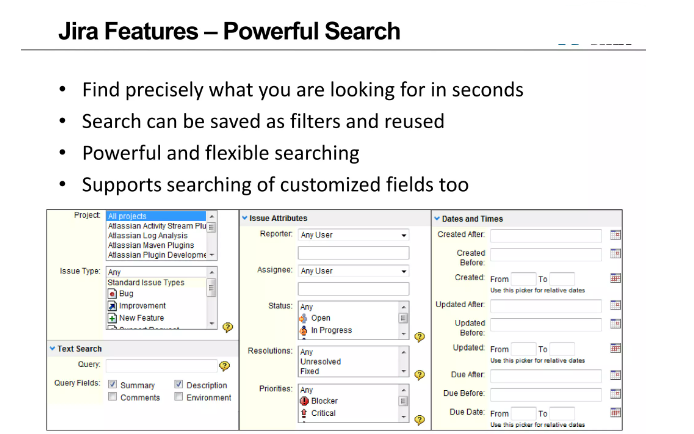 Jira Features – Powerful Search
• Find precisely what you are looking for in seconds
• Search can be saved as filters and reused
• Powerful and flexible searching
• Supports searching of customized fields too
Project: All projects
Atlassian Activity Stream Plu
Atlassian Log Analysis
Atlassian Maven Plugins
Atlassian Plugin Developme
Issue Type: Any
Standard Issue Types
Bug
Improvement
New Feature
Text Search
Query:
Query Fields: Summary Description
Comments Environment
Issue Attributes
Reporter: Any User
Assignee: Any User
Status: Any
Open
In Progress
Resolutions: Any
Unresolved
Fixed
Priorities: Any
Blocker
Critical
Dates and Times
Created After:
Created
Before:
Created: From To
Use this picker for relative dates
Updated After:
Updated
Before:
Updated: From To
Use this picker for relative dates
Due After:
Due Before:
Due Date: From To
Use this picker for relative dates